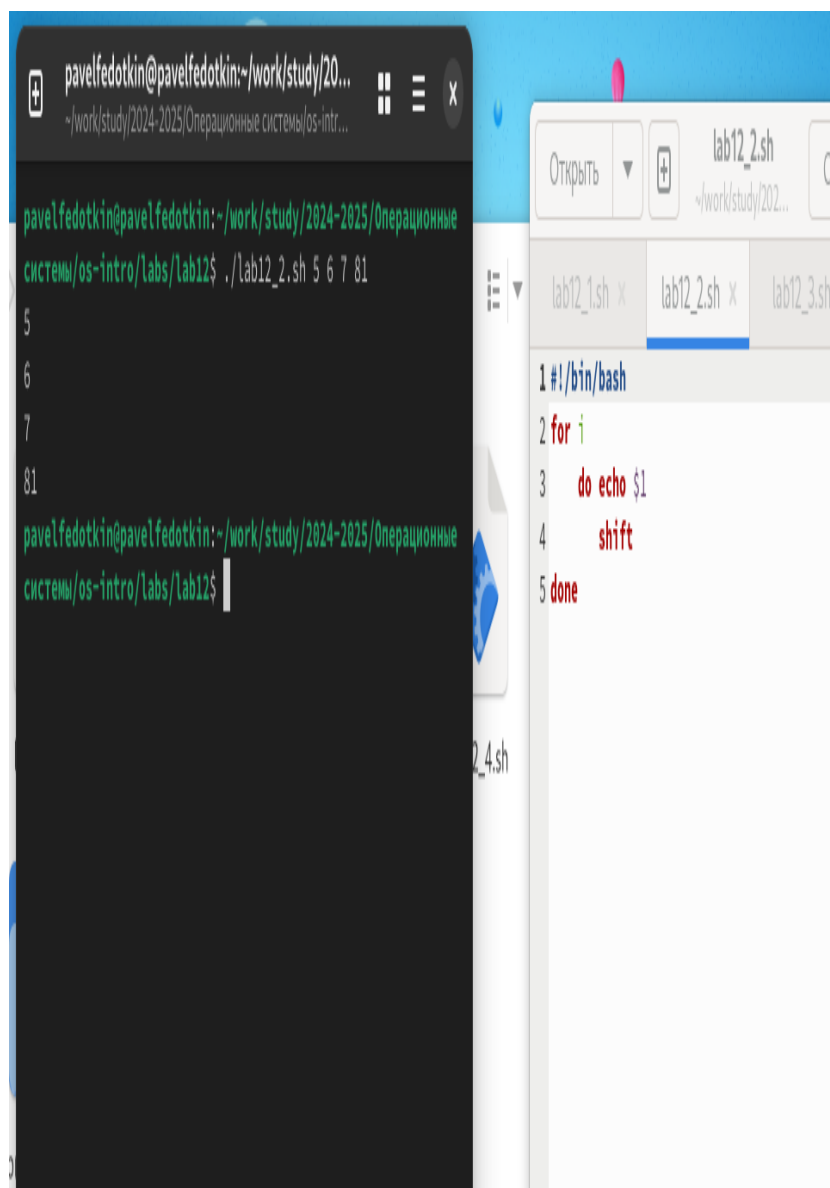 pavelfedotkin@pavelfedotkin:~/work/study/20...
~/work/study/2024-2025/Операционные системы/os-intr...
pavelfedotkin@pavelfedotkin:~/work/study/2024-2025/Операционные
системы/os-intro/labs/lab12$ ./lab12_2.sh 5 6 7 81
5
6
7
81
pavelfedotkin@pavelfedotkin:~/work/study/2024-2025/Операционные
системы/os-intro/labs/lab12$
2_4.sh
Открыть
lab12_2.sh
~/work/study/202...
lab12_1.sh ×
lab12_2.sh ×
lab12_3.sh
1 #!/bin/bash
2 for i
3    do echo $1
4       shift
5 done